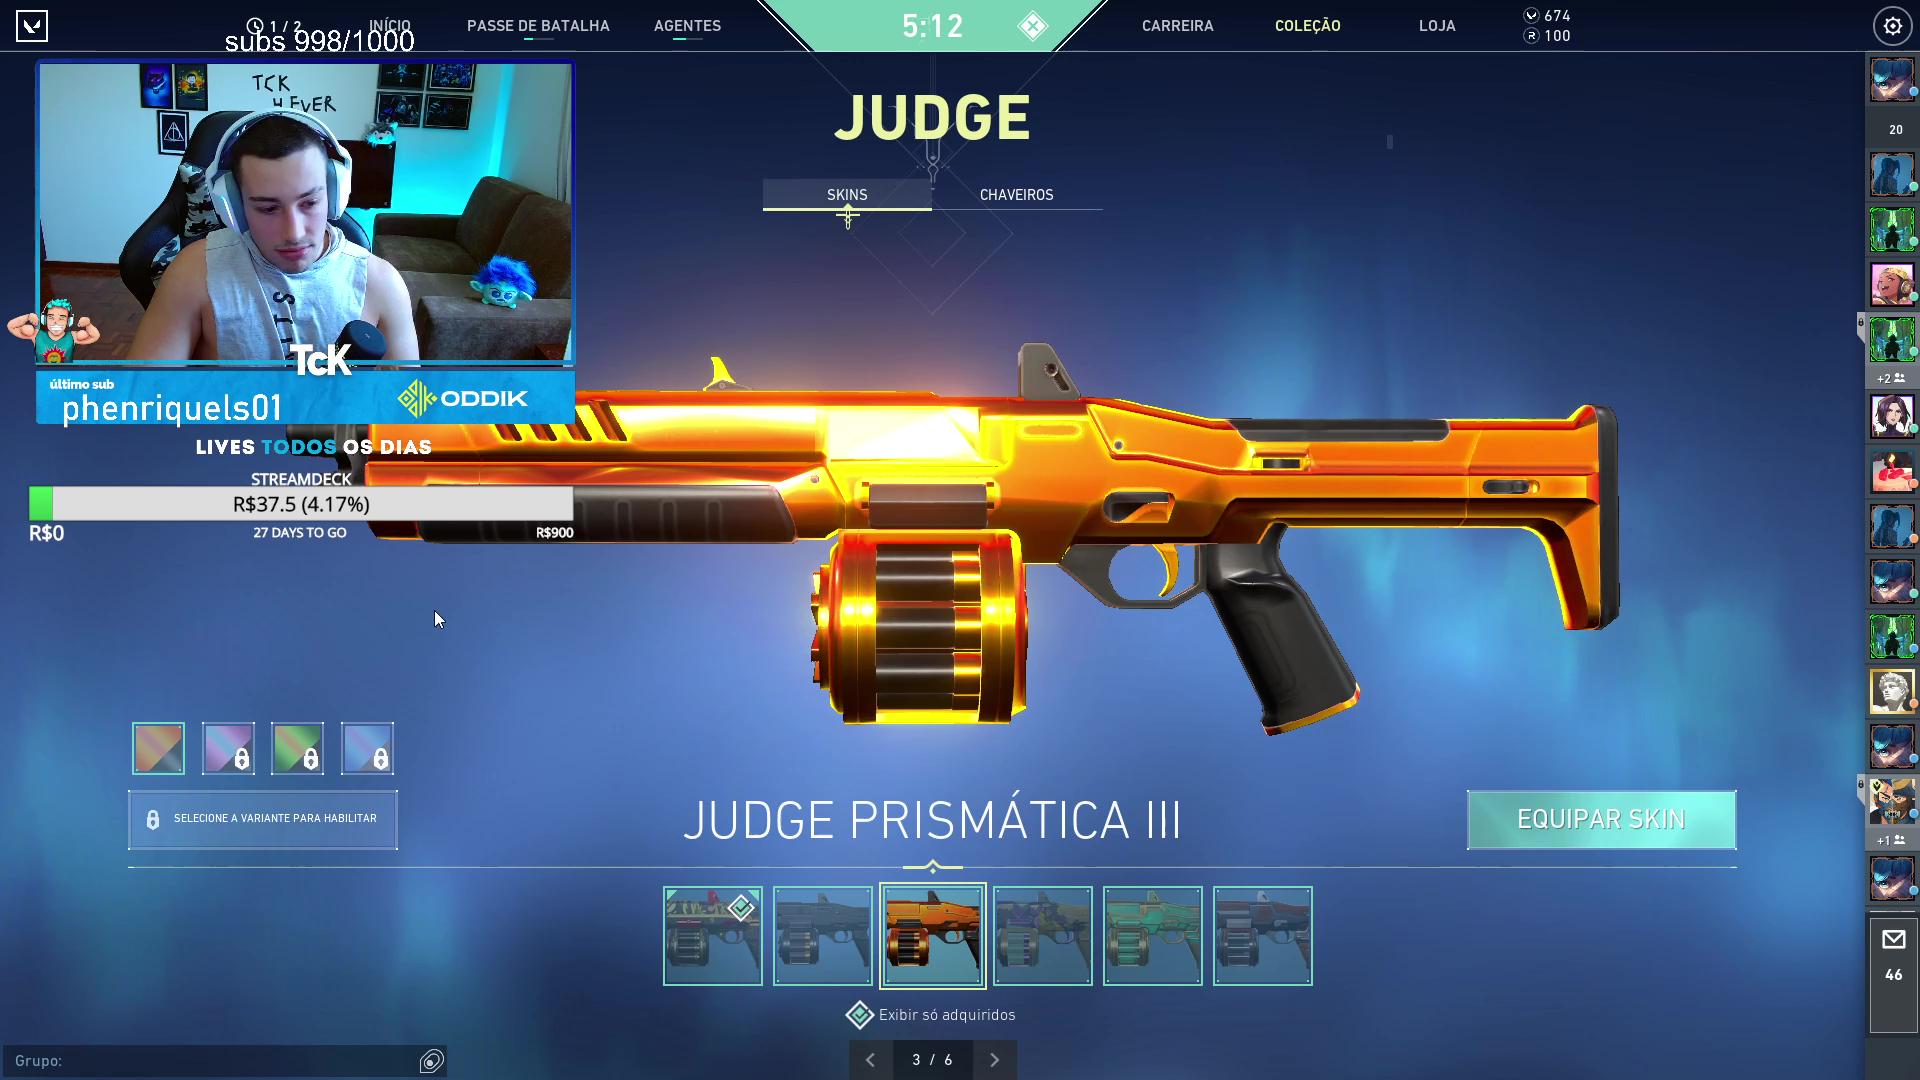 1 / 2
subs 998/1000
INÍCIO
PASSE DE BATALHA
AGENTES
5:12
CARREIRA
COLEÇÃO
LOJA
674
100
TCK
4EVER
JUDGE
SKINS
CHAVEIROS
20
TcK
último sub
phenriquels01
ODDIK
LIVES TODOS OS DIAS
STREAMDECK
R$37.5 (4.17%)
R$0
27 DAYS TO GO
R$900
+2
SELECIONE A VARIANTE PARA HABILITAR
JUDGE PRISMÁTICA III
EQUIPAR SKIN
+1
46
Exibir só adquiridos
3 / 6
Grupo: